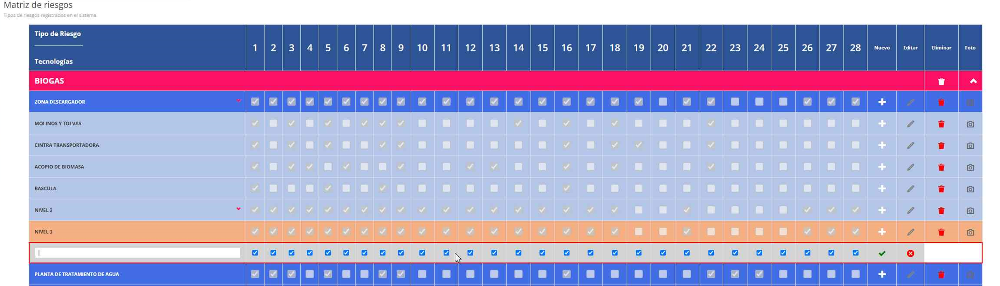 Matriz de riesgos
Tipos de riesgos registrados en el sistema.
Tipo de Riesgo
Tecnologías
1 2 3 4 5 6 7 8 9 10 11 12 13 14 15 16 17 18 19 20 21 22 23 24 25 26 27 28 Nuevo Editar Eliminar Foto
BIOGAS
ZONA DESCARGADOR
MOLINOS Y TOLVAS
CINTRA TRANSPORTADORA
ACOPIO DE BIOMASA
BASCULA
NIVEL 2
NIVEL 3
PLANTA DE TRATAMIENTO DE AGUA